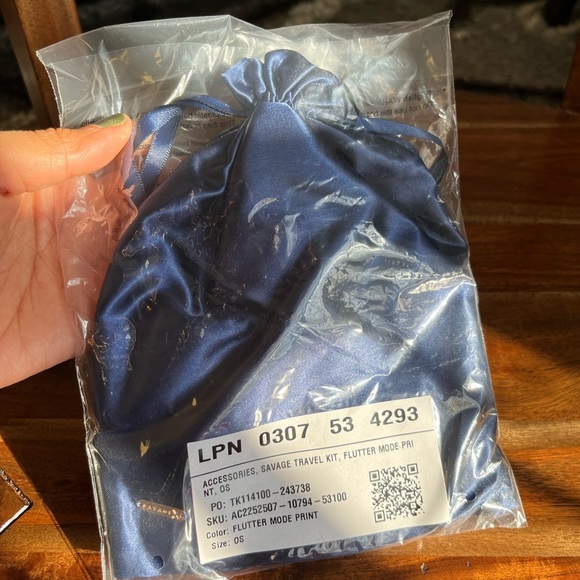 LPN 0307 53 4293
ACCESSORIES, SAVAGE TRAVEL KIT, FLUTTER MODE PRI
NT, OS
PO: TK114100-243738
SKU: AC2252507-10794-53100
Color: FLUTTER MODE PRINT
Size: OS